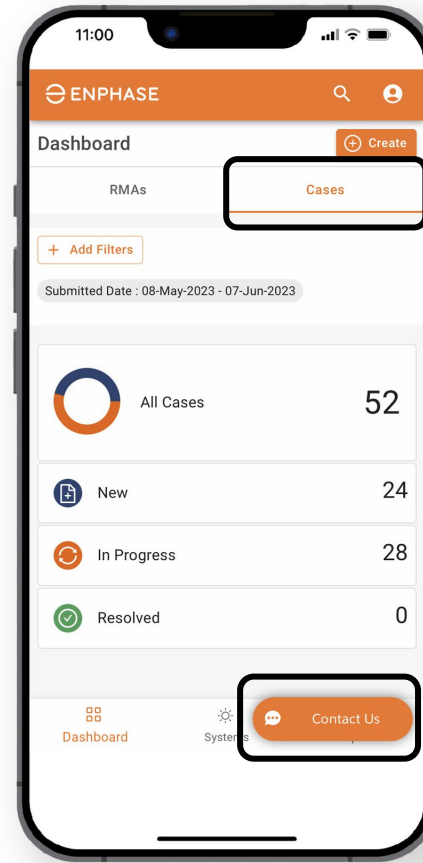 11:00
ENPHASE
Dashboard
Create
RMAs
Cases
+ Add Filters
Submitted Date : 08-May-2023 - 07-Jun-2023
All Cases
52
New
24
In Progress
28
Resolved
0
Dashboard
Systems
Contact Us